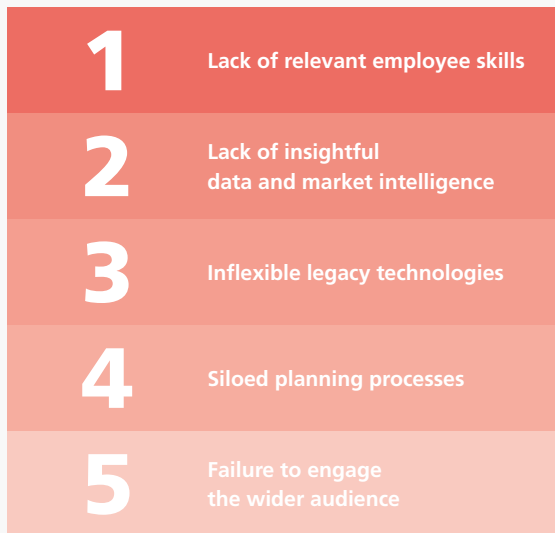 1
Lack of relevant employee skills
2
Lack of insightful
data and market intelligence
3
Inflexible legacy technologies
4
Siloed planning processes
5
Failure to engage
the wider audience